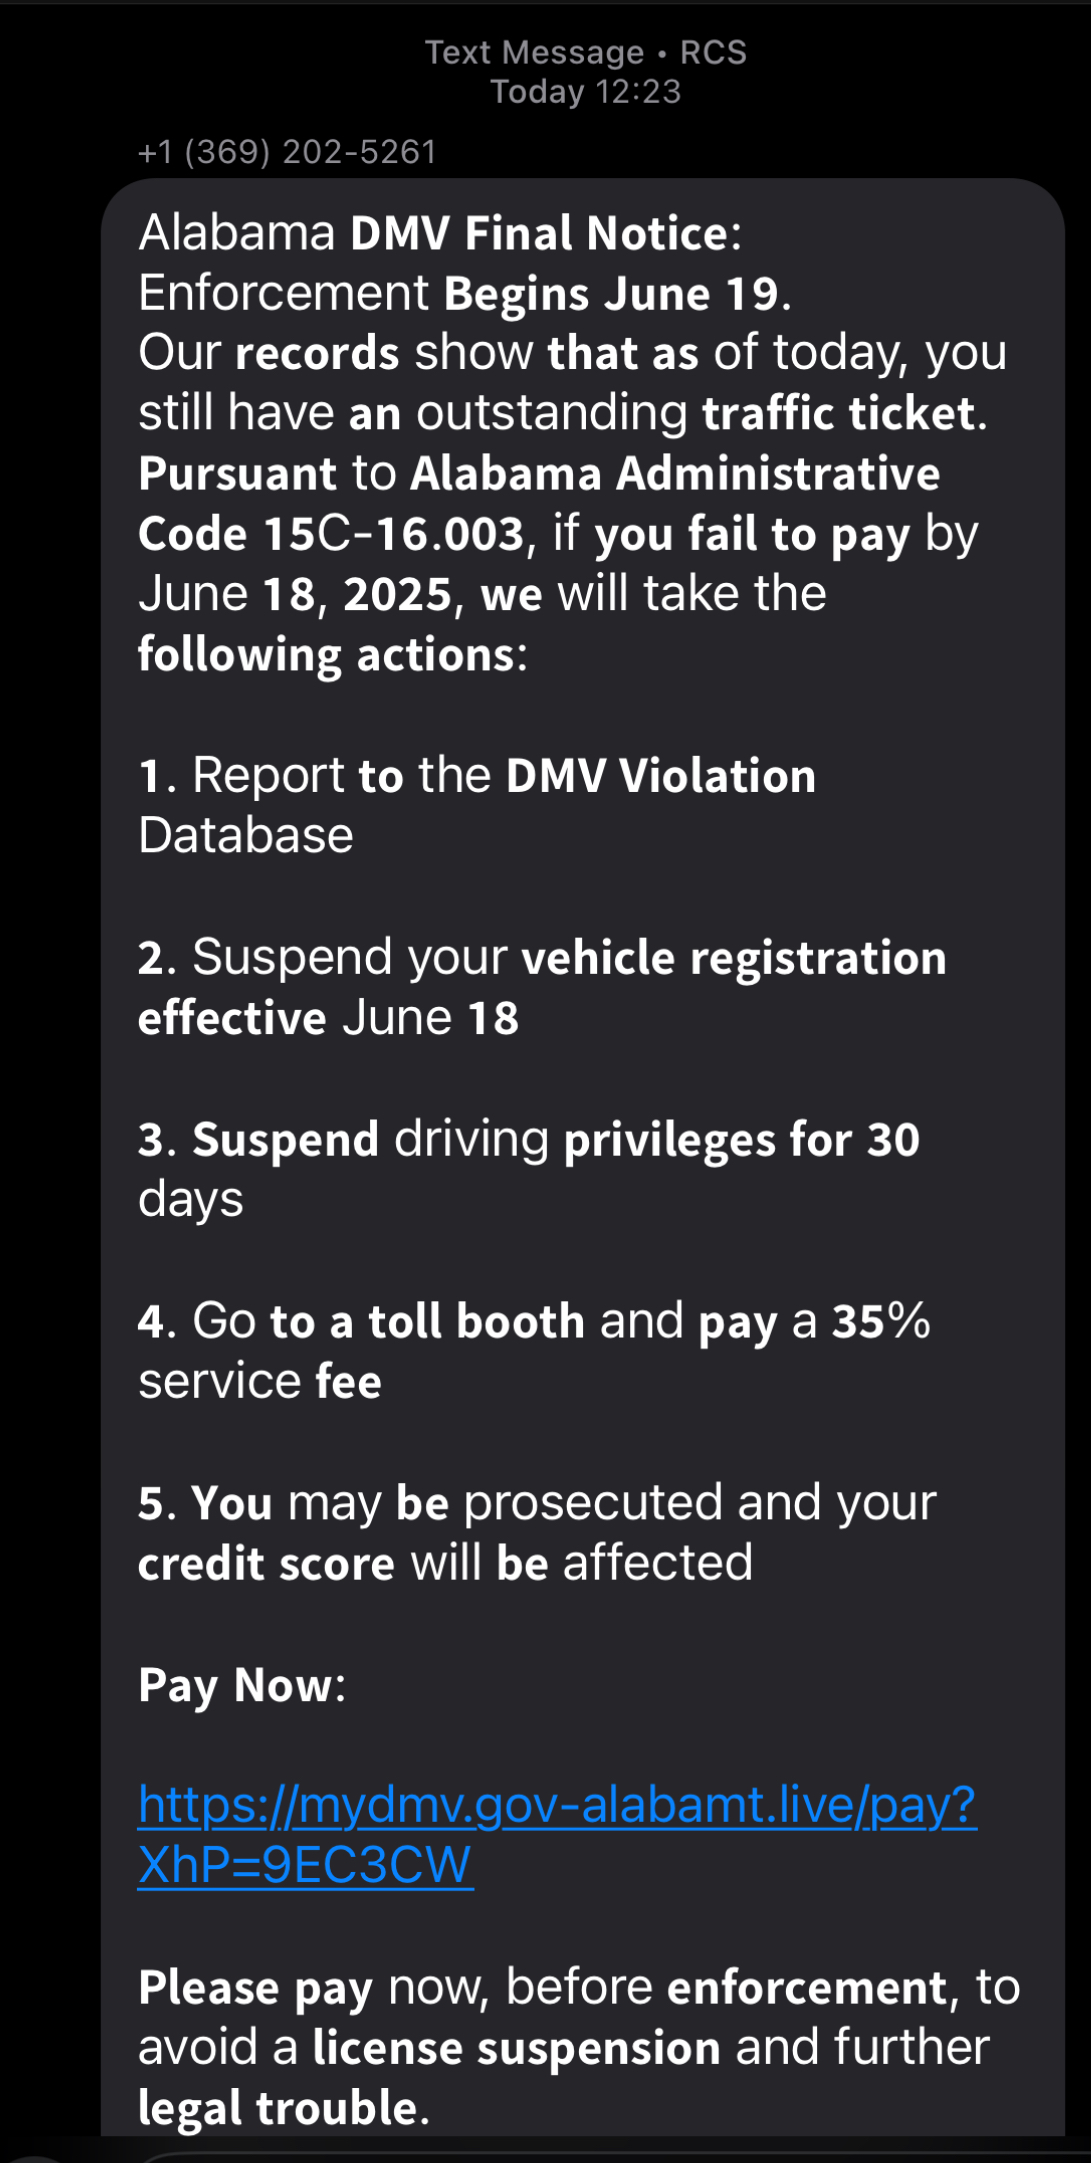 Text Message • RCS
Today 12:23
+1 (369) 202-5261
Alabama DMV Final Notice:
Enforcement Begins June 19.
Our records show that as of today, you
still have an outstanding traffic ticket.
Pursuant to Alabama Administrative
Code 15C-16.003, if you fail to pay by
June 18, 2025, we will take the
following actions:
1. Report to the DMV Violation
Database
2. Suspend your vehicle registration
effective June 18
3. Suspend driving privileges for 30
days
4. Go to a toll booth and pay a 35%
service fee
5. You may be prosecuted and your
credit score will be affected
Pay Now:
https://mydmv.gov-alabamt.live/pay?
XhP=9EC3CW
Please pay now, before enforcement, to
avoid a license suspension and further
legal trouble.